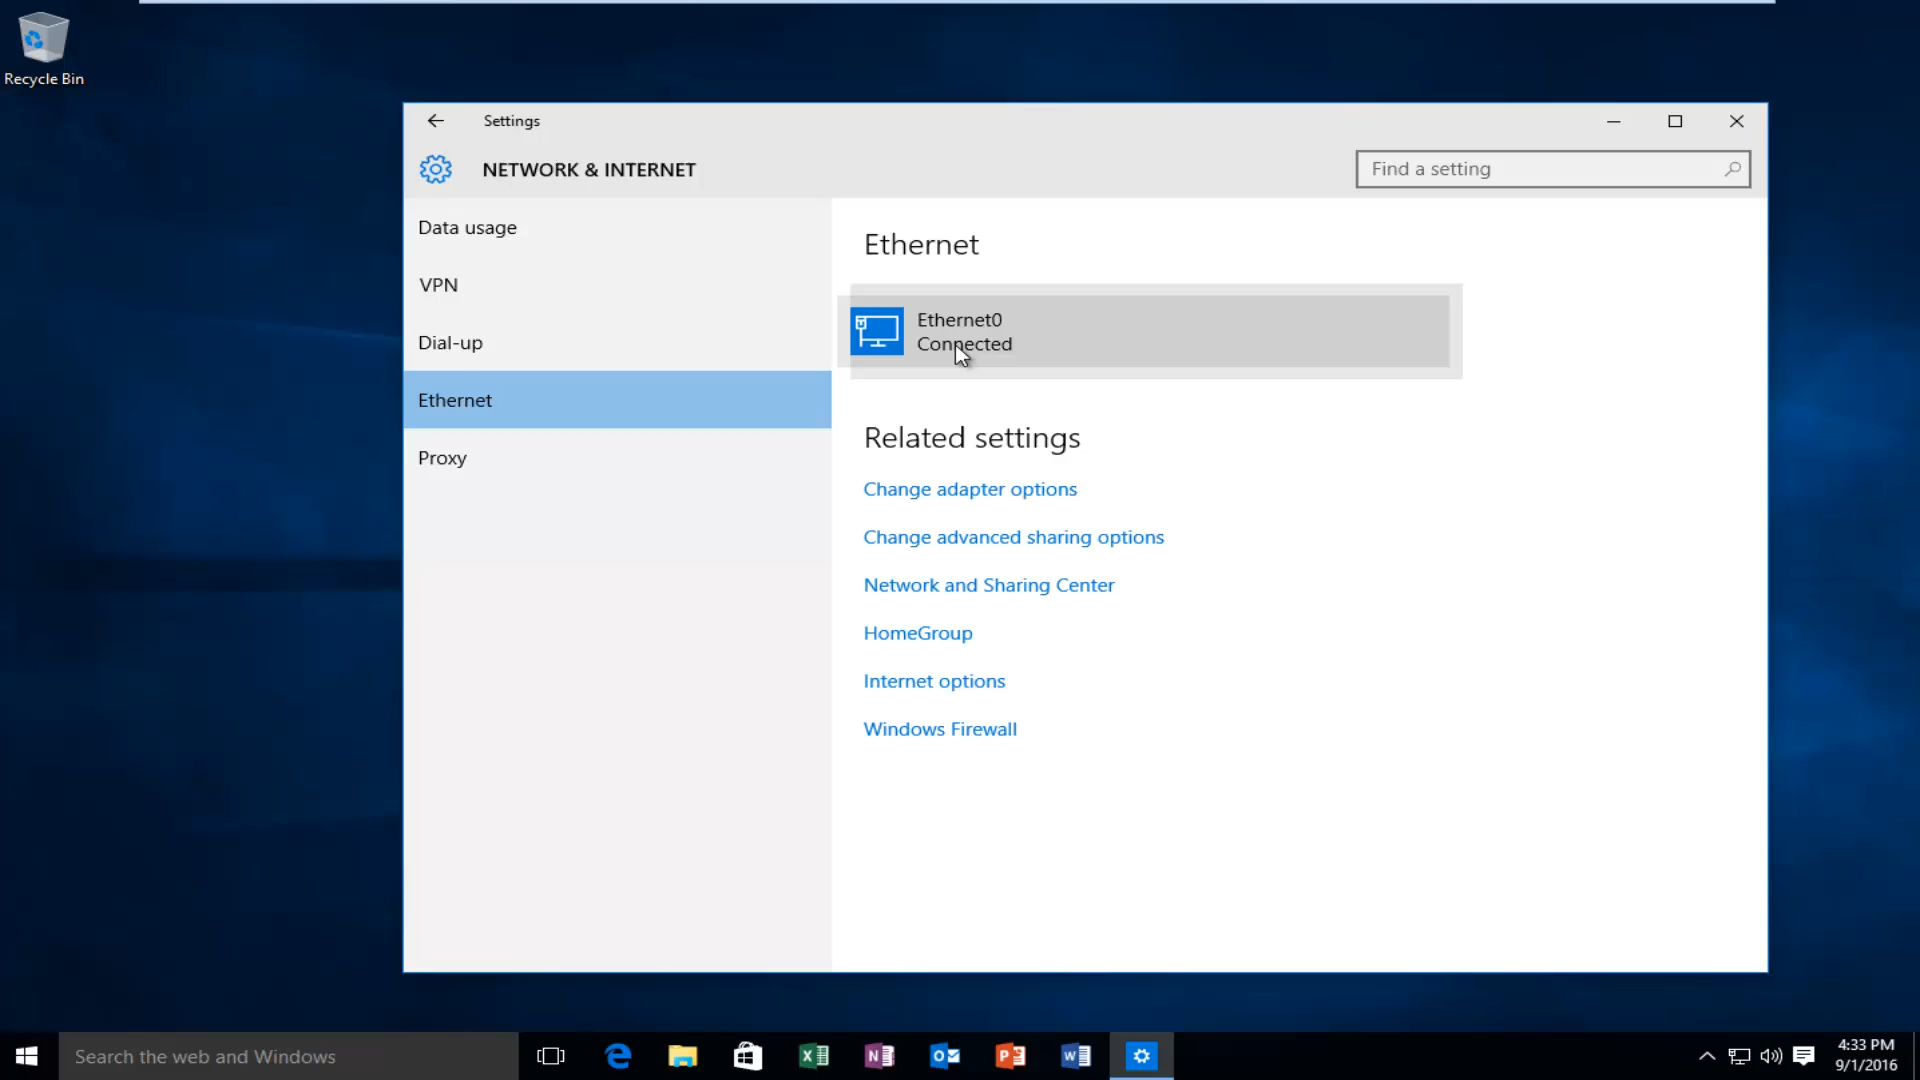 Recycle Bin
Settings
NETWORK & INTERNET
Find a setting
Data usage
VPN
Dial-up
Ethernet
Proxy
Ethernet
Ethernet0
Connected
Related settings
Change adapter options
Change advanced sharing options
Network and Sharing Center
HomeGroup
Internet options
Windows Firewall
Search the web and Windows
4:33 PM
9/1/2016